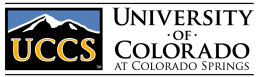 UCCS
UNIVERSITY
· OF ·
COLORADO
AT COLORADO SPRINGS